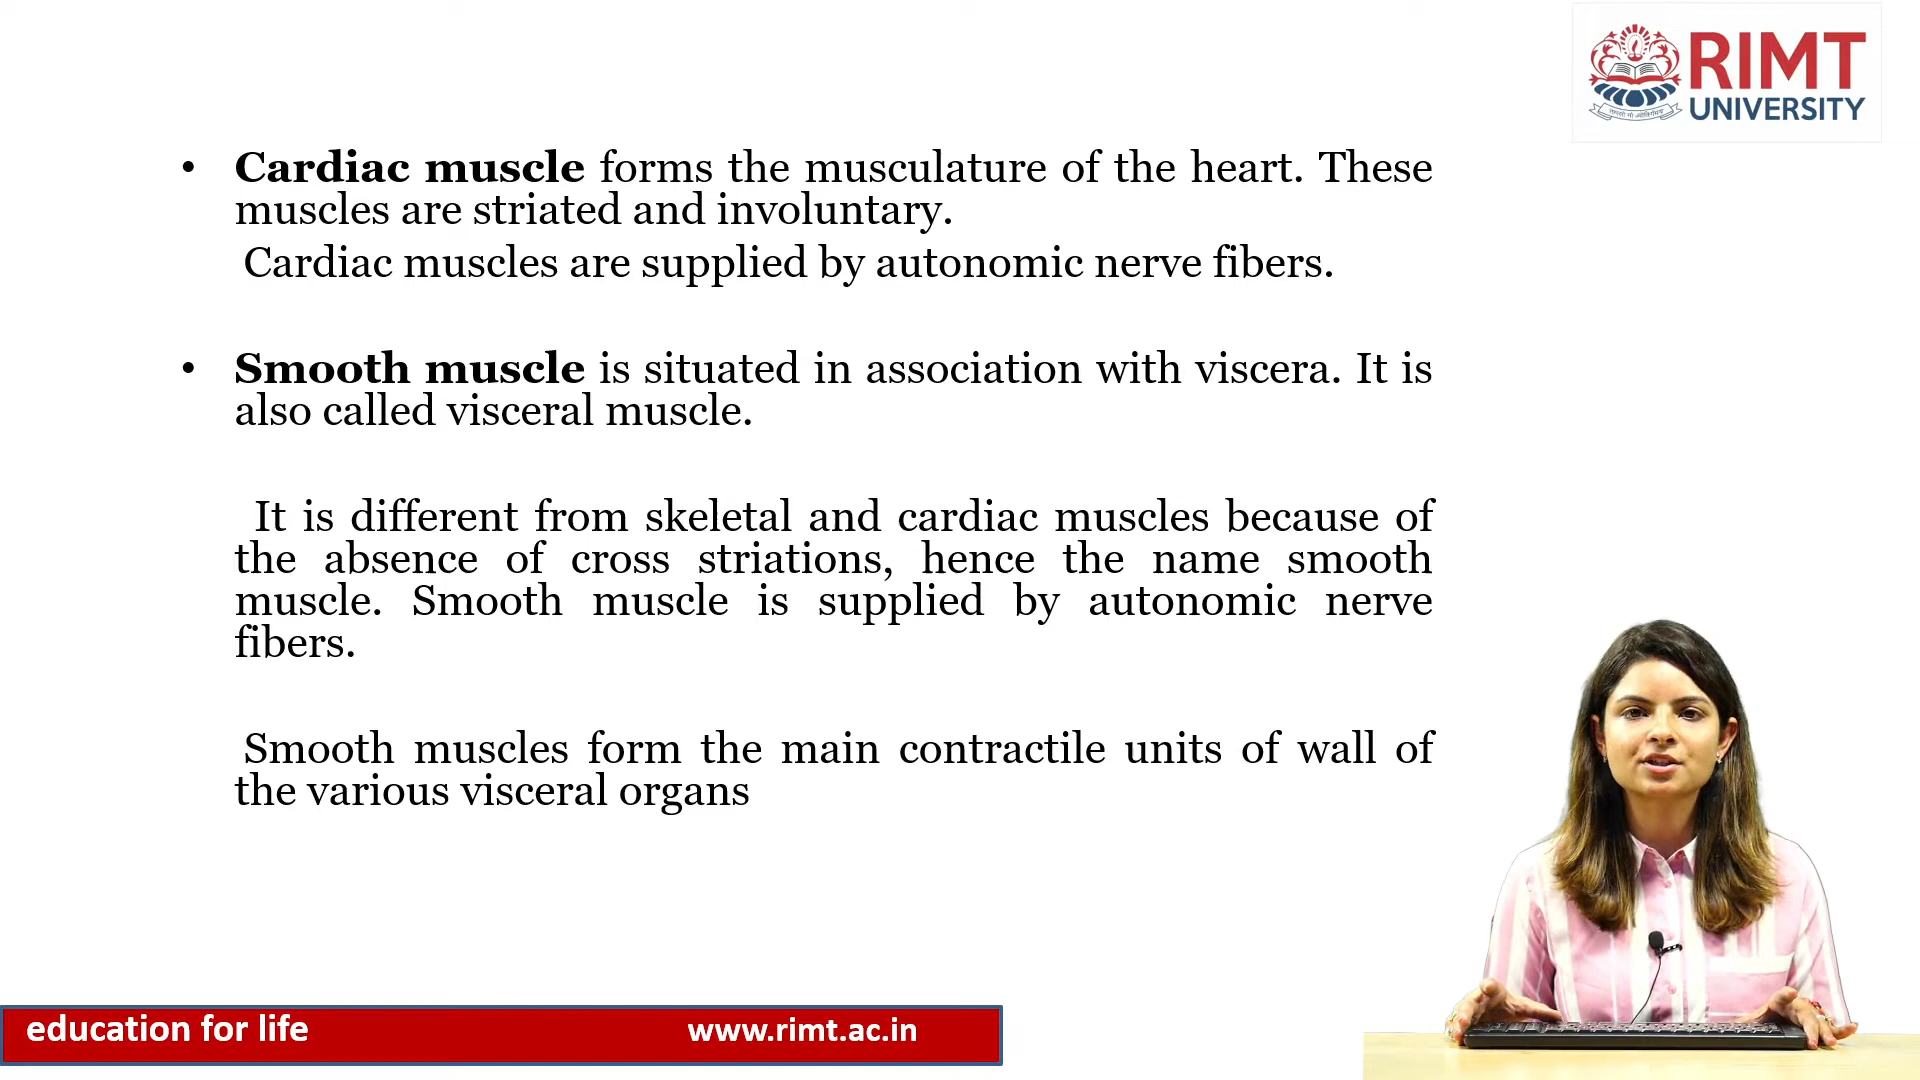 RIMT
UNIVERSITY
• Cardiac muscle forms the musculature of the heart. These
muscles are striated and involuntary.
Cardiac muscles are supplied by autonomic nerve fibers.
• Smooth muscle is situated in association with viscera. It is
also called visceral muscle.
It is different from skeletal and cardiac muscles because of
the absence of cross striations, hence the name smooth
muscle. Smooth muscle is supplied by autonomic nerve
fibers.
Smooth muscles form the main contractile units of wall of
the various visceral organs
education for life www.rimt.ac.in